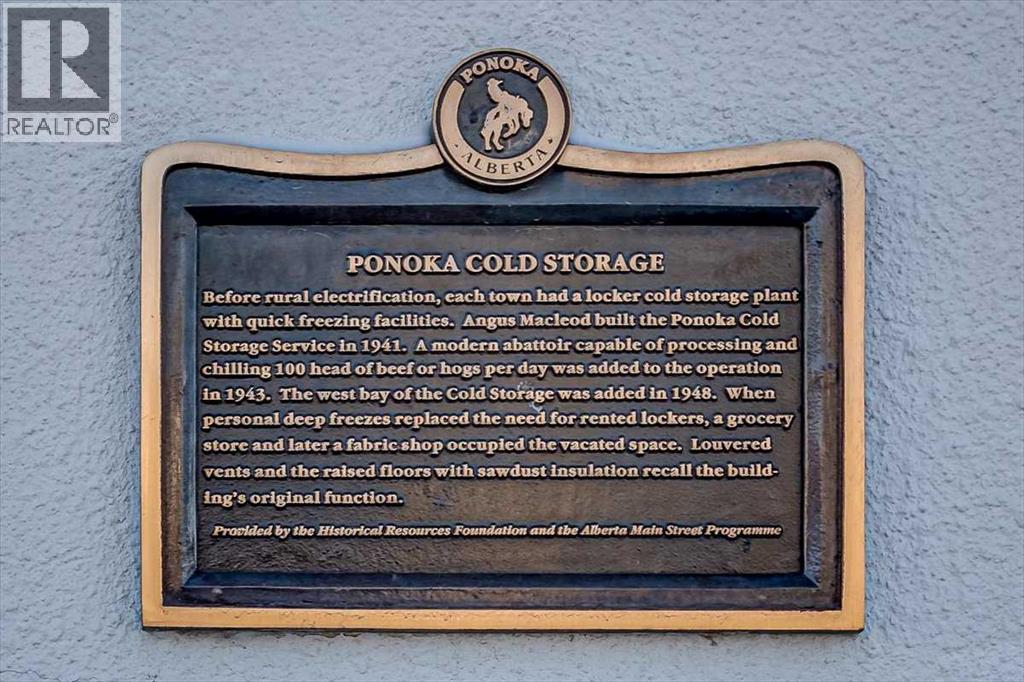 R
REALTOR®
PONOKA
ALBERTA
PONOKA COLD STORAGE
Before rural electrification, each town had a locker cold storage plant
with quick freezing facilities. Angus Macleod built the Ponoka Cold
Storage Service in 1941. A modern abattoir capable of processing and
chilling 100 head of beef or hogs per day was added to the operation
in 1943. The west bay of the Cold Storage was added in 1948. When
personal deep freezes replaced the need for rented lockers, a grocery
store and later a fabric shop occupied the vacated space. Louvered
vents and the raised floors with sawdust insulation recall the build-
ing's original function.
Provided by the Historical Resources Foundation and the Alberta Main Street Programme